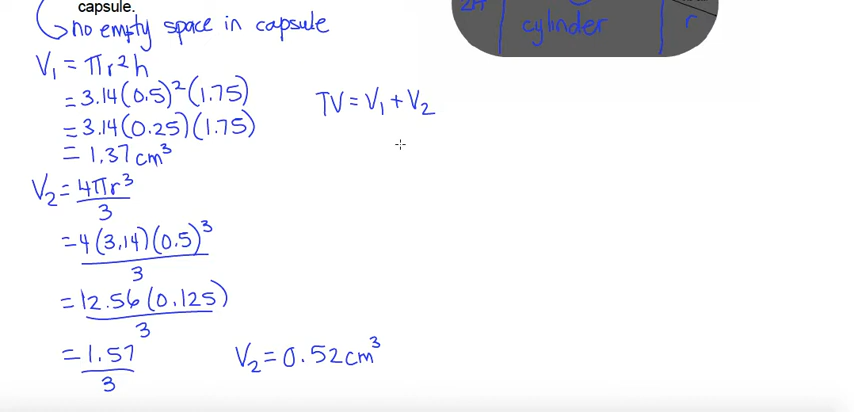 capsule.
no empty space in capsule
cylinder
r
V₁ = πr²h
= 3.14(0.5)²(1.75)
= 3.14(0.25)(1.75)
= 1.37 cm³
TV = V₁ + V₂
V₂ = 4πr³
3
= 4(3.14)(0.5)³
3
= 12.56(0.125)
3
= 1.57
3
V₂ = 0.52 cm³